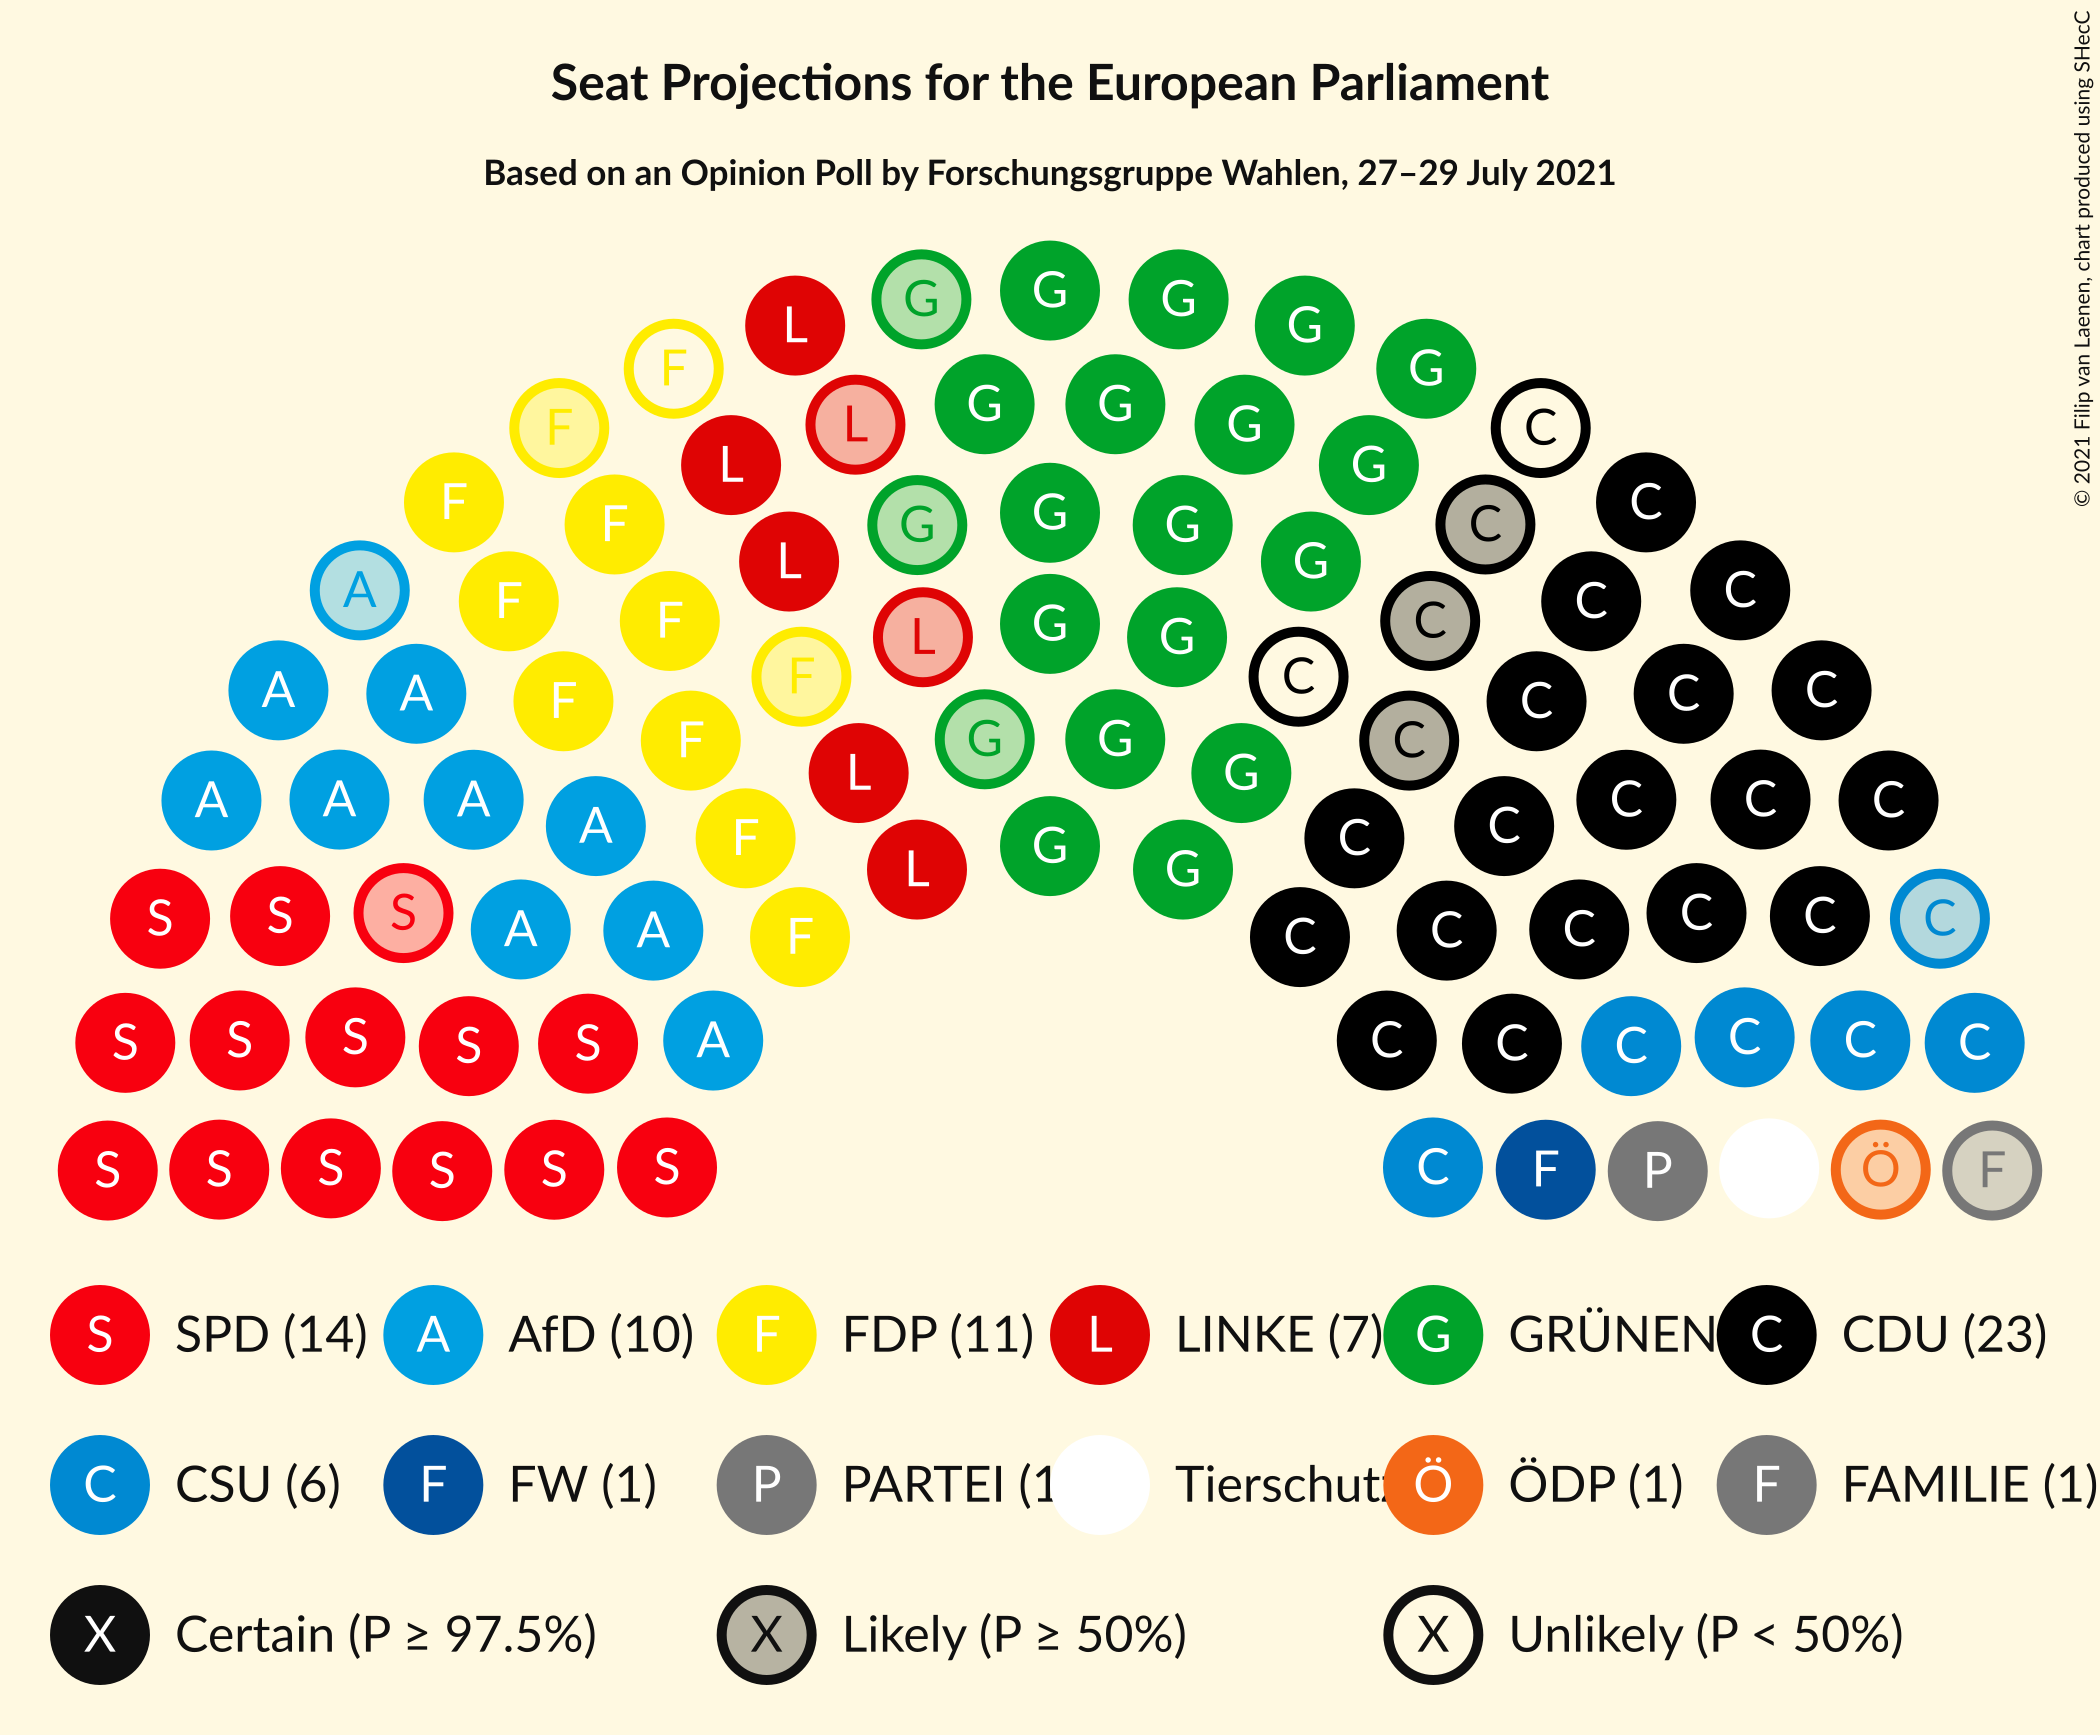 Seat Projections for the European Parliament
Based on an Opinion Poll by Forschungsgruppe Wahlen, 27–29 July 2021
© 2021 Filip van Laenen, chart produced using SHecC
G G G G G
L L G G G G
F F L G G G G C C
F F L L G G C C C
A F F F G G C C C
A A F F L G C C C C
A A A A F L G G C C C C C
S S S A A F C C C C C C
S S S S S A C C C C C C
S S S S S S C F P Ö F
S SPD (14) A AfD (10) F FDP (11) L LINKE (7) G GRÜNEN C CDU (23)
C CSU (6) F FW (1) P PARTEI (1 Tierschutz Ö ÖDP (1) F FAMILIE (1)
X Certain (P ≥ 97.5%) X Likely (P ≥ 50%) X Unlikely (P < 50%)